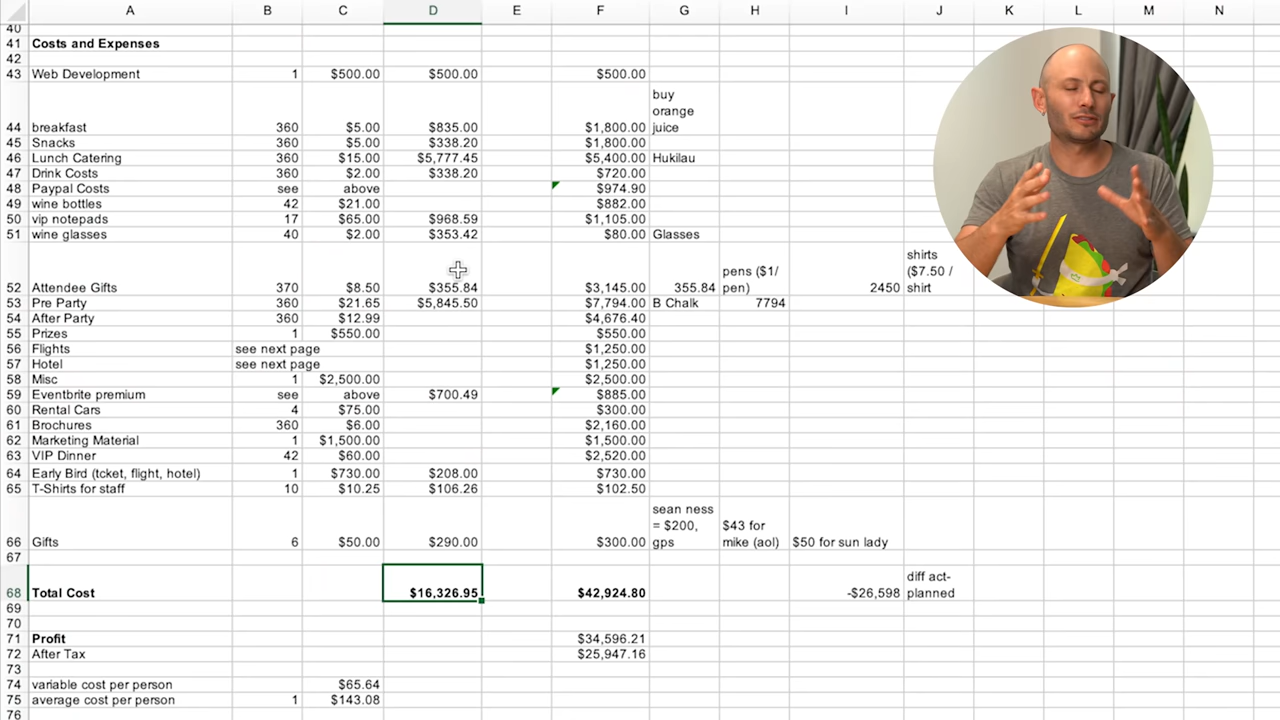 A B C D E F G H I J K L M N
40
41 Costs and Expenses
42
43 Web Development 1 $500.00 $500.00 $500.00
44 breakfast 360 $5.00 $835.00 $1,800.00 buy orange juice
45 Snacks 360 $5.00 $338.20 $1,800.00
46 Lunch Catering 360 $15.00 $5,777.45 $5,400.00 Hukilau
47 Drink Costs 360 $2.00 $338.20 $720.00
48 Paypal Costs see above $974.90
49 wine bottles 42 $21.00 $882.00
50 vip notepads 17 $65.00 $968.59 $1,105.00
51 wine glasses 40 $2.00 $353.42 $80.00 Glasses
52 Attendee Gifts 370 $8.50 $355.84 $3,145.00 355.84 pens ($1/ pen) 2450 shirts ($7.50 / shirt
53 Pre Party 360 $21.65 $5,845.50 $7,794.00 B Chalk 7794
54 After Party 360 $12.99 $4,676.40
55 Prizes 1 $550.00 $550.00
56 Flights see next page $1,250.00
57 Hotel see next page $1,250.00
58 Misc 1 $2,500.00 $2,500.00
59 Eventbrite premium see above $700.49 $885.00
60 Rental Cars 4 $75.00 $300.00
61 Brochures 360 $6.00 $2,160.00
62 Marketing Material 1 $1,500.00 $1,500.00
63 VIP Dinner 42 $60.00 $2,520.00
64 Early Bird (tcket, flight, hotel) 1 $730.00 $208.00 $730.00
65 T-Shirts for staff 10 $10.25 $106.26 $102.50
66 Gifts 6 $50.00 $290.00 $300.00 sean ness = $200, gps $43 for mike (aol) $50 for sun lady
67
68 Total Cost $16,326.95 $42,924.80 -$26,598 diff act- planned
69
70
71 Profit $34,596.21
72 After Tax $25,947.16
73
74 variable cost per person $65.64
75 average cost per person 1 $143.08
76